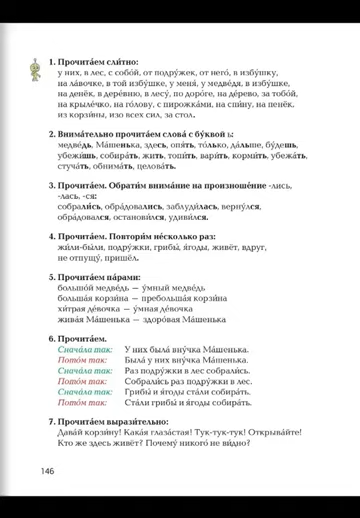 1. Прочита́ем сли́тно:
у них, в лес, с собо́й, от подру́жек, от него́, в избу́шку,
на ла́вочке, в той избу́шке, у меня́, у медве́дя, в избу́шке,
на денёк, в дере́вню, в лесу́, по доро́ге, на де́рево, за тобо́й,
на крыле́чко, на го́лову, с пирожка́ми, на спи́ну, на пенёк.
из корзи́ны, изо всех сил, за стол.
2. Внима́тельно прочита́ем слова́ с бу́квой ь:
медве́дь, Ма́шенька, здесь, опя́ть, то́лько, да́льше, бу́дешь,
убежи́шь, собира́ть, жить, топи́ть, вари́ть, корми́ть, убежа́ть,
стуча́ть, обнима́ть, целова́ть.
3. Прочита́ем. Обрати́м внима́ние на произноше́ние -лись,
-лась, -ся:
собрали́сь, обра́довались, заблуди́лась, верну́лся,
обра́довался, останови́лся, удиви́лся.
4. Прочита́ем. Повтори́м не́сколько раз:
жи́ли-бы́ли, подру́жки, грибы́, я́годы, живёт, вдруг,
не отпущу́, пришёл.
5. Прочита́ем па́рами:
большо́й медве́дь — у́мный медве́дь
больша́я корзи́на — пребольша́я корзи́на
хи́трая де́вочка — у́мная де́вочка
жива́я Ма́шенька — здоро́вая Ма́шенька
6. Прочита́ем.
Снача́ла так: У них была́ вну́чка Ма́шенька.
Пото́м так: Была́ у них вну́чка Ма́шенька.
Снача́ла так: Раз подру́жки в лес собрали́сь.
Пото́м так: Собрали́сь раз подру́жки в лес.
Снача́ла так: Грибы́ и я́годы ста́ли собира́ть.
Пото́м так: Ста́ли грибы́ и я́годы собира́ть.
7. Прочита́ем вырази́тельно:
Дава́й корзи́ну! Кака́я глаза́стая! Тук-тук-тук! Открыва́йте!
Кто же здесь живёт? Почему́ никого́ не ви́дно?
146